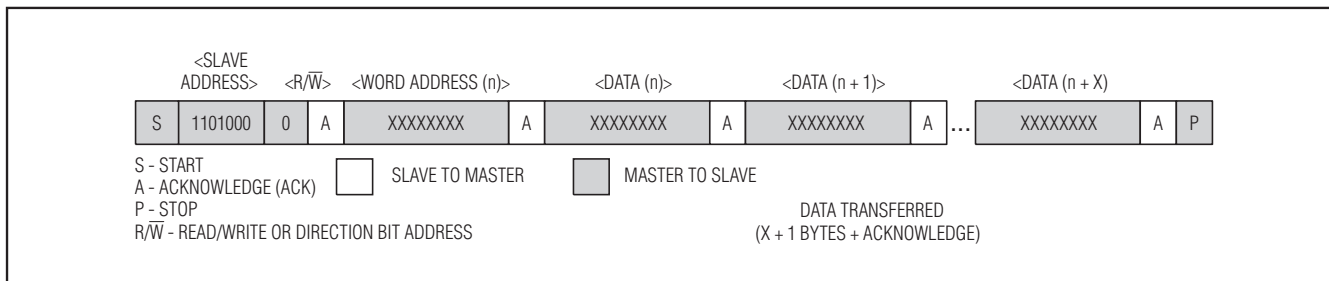 <SLAVE
ADDRESS> <R/W̅> <WORD ADDRESS (n)> <DATA (n)> <DATA (n + 1)> <DATA (n + X)
S 1101000 0 A XXXXXXXX A XXXXXXXX A XXXXXXXX A ... XXXXXXXX A P
S - START
A - ACKNOWLEDGE (ACK) SLAVE TO MASTER MASTER TO SLAVE
P - STOP DATA TRANSFERRED
R/W̅ - READ/WRITE OR DIRECTION BIT ADDRESS (X + 1 BYTES + ACKNOWLEDGE)